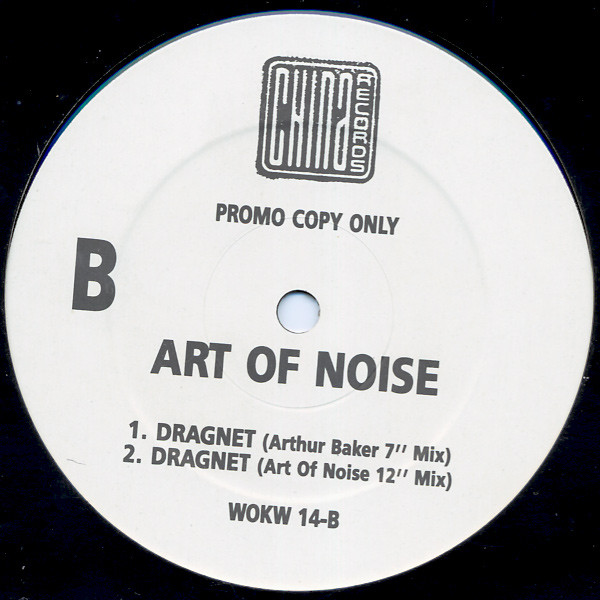 CHINA RECORDS
PROMO COPY ONLY
B
ART OF NOISE
1. DRAGNET (Arthur Baker 7'' Mix)
2. DRAGNET (Art Of Noise 12'' Mix)
WOKW 14-B